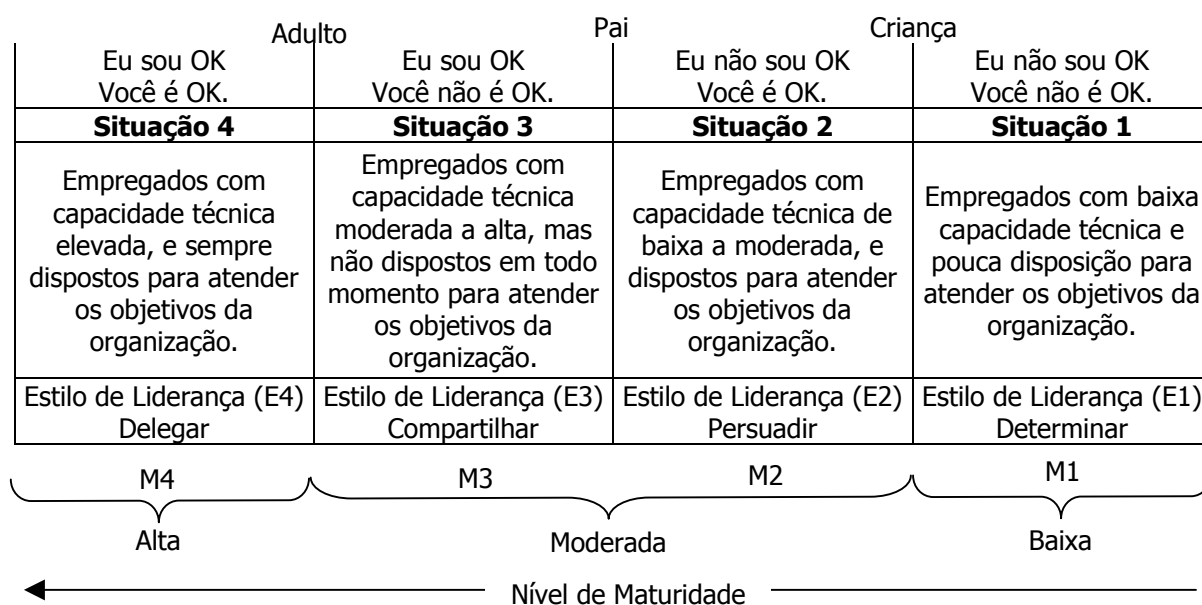 Adulto Pai Criança
Eu sou OK
Você é OK.
Eu sou OK
Você não é OK.
Eu não sou OK
Você é OK.
Eu não sou OK
Você não é OK.
Situação 4
Situação 3
Situação 2
Situação 1
Empregados com
capacidade técnica
elevada, e sempre
dispostos para atender
os objetivos da
organização.
Empregados com
capacidade técnica
moderada a alta, mas
não dispostos em todo
momento para atender
os objetivos da
organização.
Empregados com
capacidade técnica de
baixa a moderada, e
dispostos para atender
os objetivos da
organização.
Empregados com baixa
capacidade técnica e
pouca disposição para
atender os objetivos da
organização.
Estilo de Liderança (E4)
Delegar
Estilo de Liderança (E3)
Compartilhar
Estilo de Liderança (E2)
Persuadir
Estilo de Liderança (E1)
Determinar
M4 M3 M2 M1
Alta Moderada Baixa
Nível de Maturidade